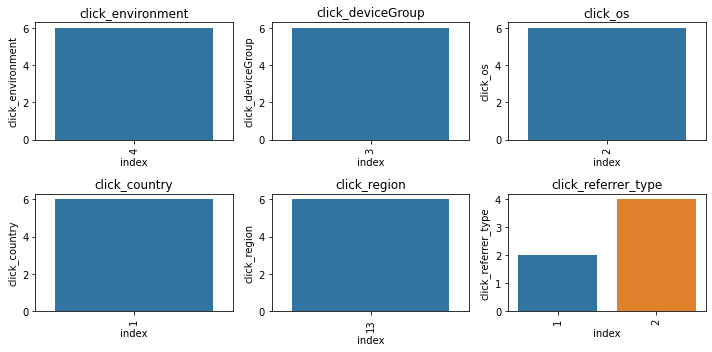 click_environment
click_environment
6
4
2
0
4
index
click_deviceGroup
click_deviceGroup
6
4
2
0
3
index
click_os
click_os
6
4
2
0
2
index
click_country
click_country
6
4
2
0
1
index
click_region
click_region
6
4
2
0
13
index
click_referrer_type
click_referrer_type
4
3
2
1
0
1 2
index